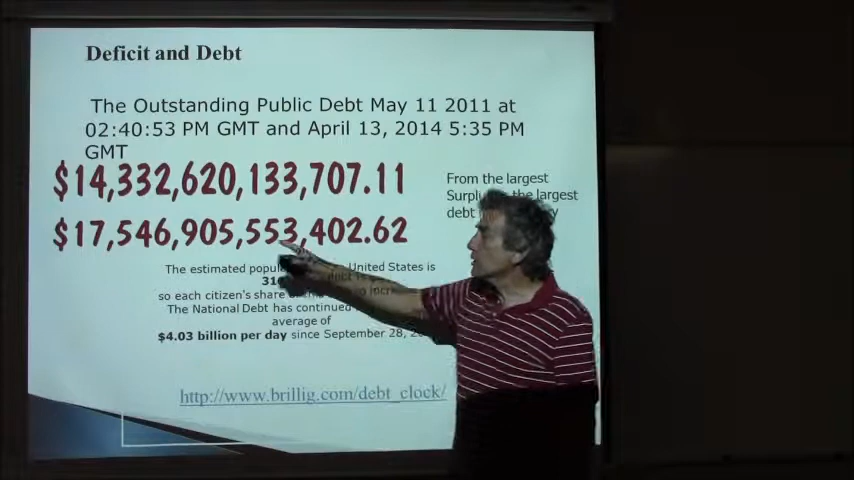 Deficit and Debt
The Outstanding Public Debt May 11 2011 at
02:40:53 PM GMT and April 13, 2014 5:35 PM
GMT
$14,332,620,133,707.11
$17,546,905,553,402.62
From the largest
the largest
debt
The estimated United States is
so each citizen's share
The National Debt has continued
average of
$4.03 billion per day since September 28,
http://www.brillig.com/debt_clock/